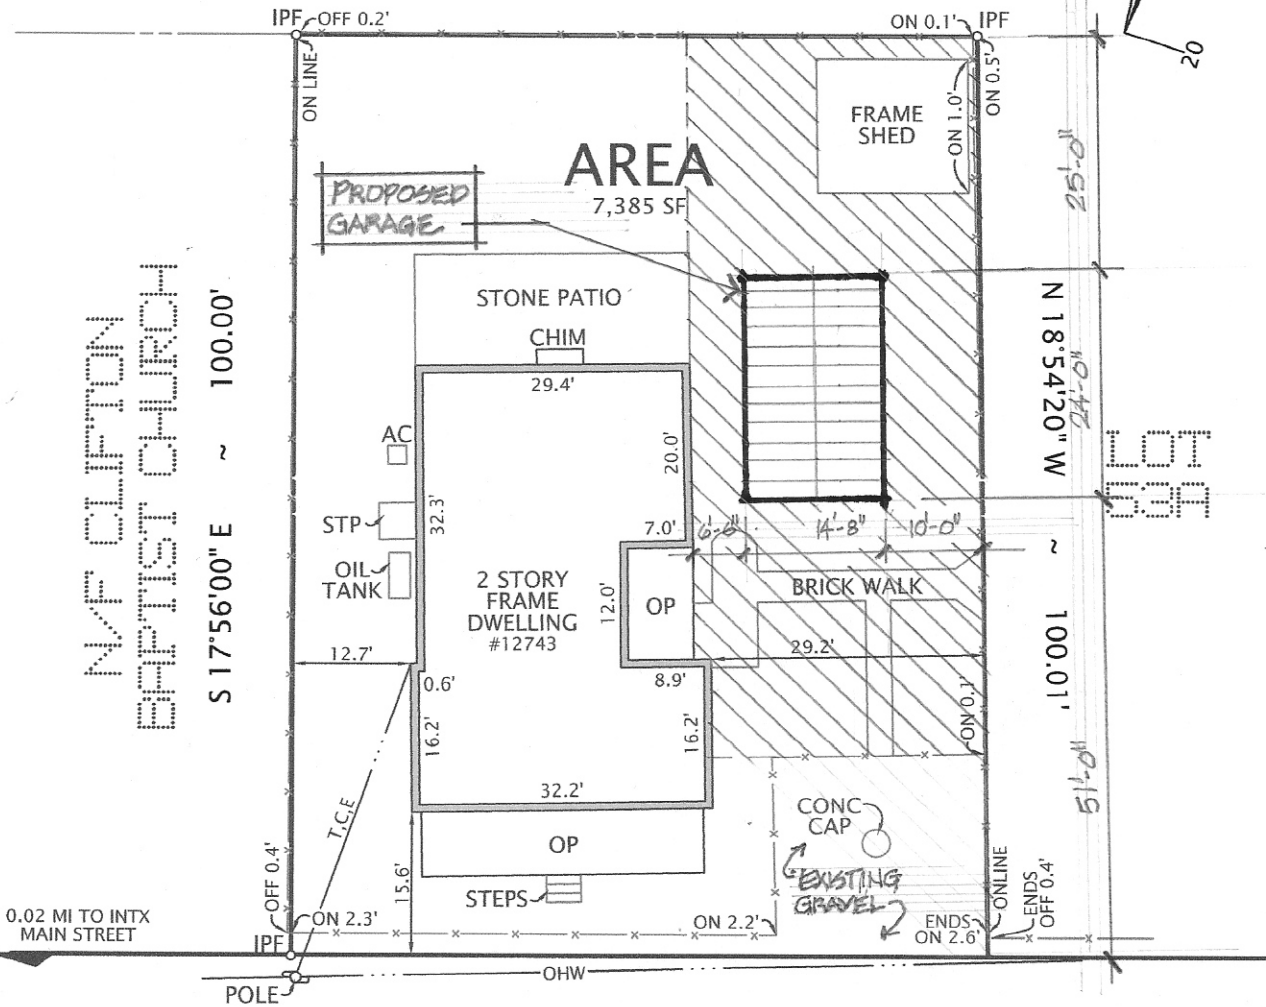 IPF OFF 0.2'
ON 0.1' IPF
20
ON LINE
ON 0.5'
ON 1.0'
FRAME
SHED
25'-0"
AREA
7,385 SF
PROPOSED
GARAGE
STONE PATIO
CHIM
29.4'
N/F CLIFTON
BAPTIST CHURCH
S 17°56'00" E ~ 100.00'
N 18°54'20" W ~ 100.01'
24'-0"
LOT
53A
AC
20.0'
32.3'
STP
7.0'
6'-6" 14'-8" 10'-0"
OIL
TANK
2 STORY
FRAME
DWELLING
#12743
12.0'
OP
BRICK WALK
12.7'
29.2'
0.6'
8.9'
16.2'
16.2'
ON 0.1'
32.2'
51'-0"
T,C,E
CONC
CAP
OP
15.6'
STEPS
EXISTING
GRAVEL
OFF 0.4'
ONLINE
ENDS
OFF 0.4'
0.02 MI TO INTX
MAIN STREET
ON 2.3'
ON 2.2'
ENDS
ON 2.6'
IPF
OHW
POLE